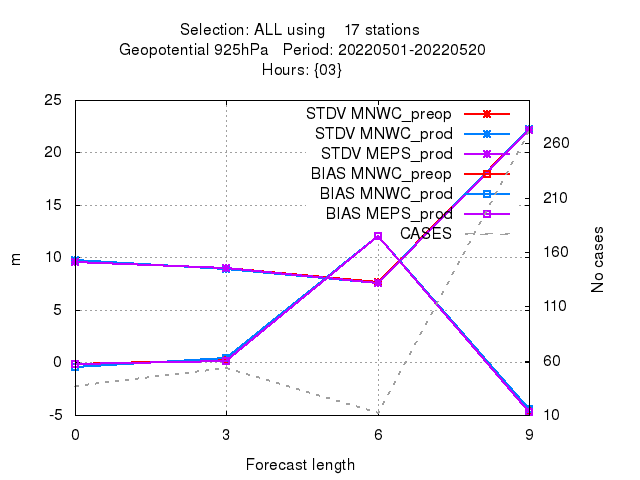 Selection: ALL using 17 stations
Geopotential 925hPa Period: 20220501-20220520
Hours: {03}
STDV MNWC_preop
STDV MNWC_prod
STDV MEPS_prod
BIAS MNWC_preop
BIAS MNWC_prod
BIAS MEPS_prod
CASES
25
20
15
10
5
0
-5
m
260
210
160
110
60
10
No cases
0 3 6 9
Forecast length